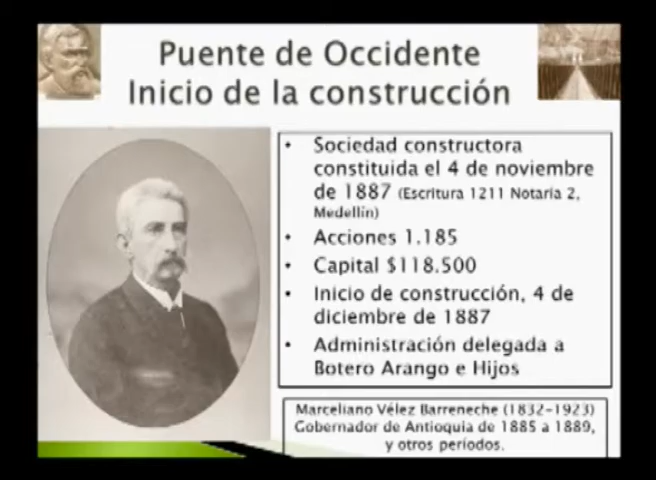 Puente de Occidente
Inicio de la construcción
• Sociedad constructora
constituida el 4 de noviembre
de 1887 (Escritura 1211 Notaría 2,
Medellín)
• Acciones 1.185
• Capital $118.500
• Inicio de construcción, 4 de
diciembre de 1887
• Administración delegada a
Botero Arango e Hijos
Marceliano Vélez Barreneche (1832-1923)
Gobernador de Antioquia de 1885 a 1889,
y otros períodos.